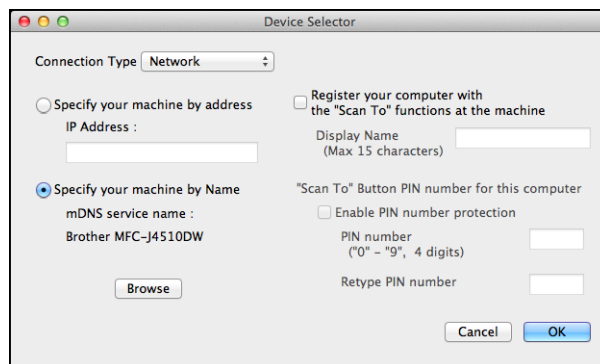 Device Selector
Connection Type Network
Specify your machine by address
IP Address :
Specify your machine by Name
mDNS service name :
Brother MFC-J4510DW
Browse
Register your computer with
the "Scan To" functions at the machine
Display Name
(Max 15 characters)
"Scan To" Button PIN number for this computer
Enable PIN number protection
PIN number
("0" – "9", 4 digits)
Retype PIN number
Cancel OK